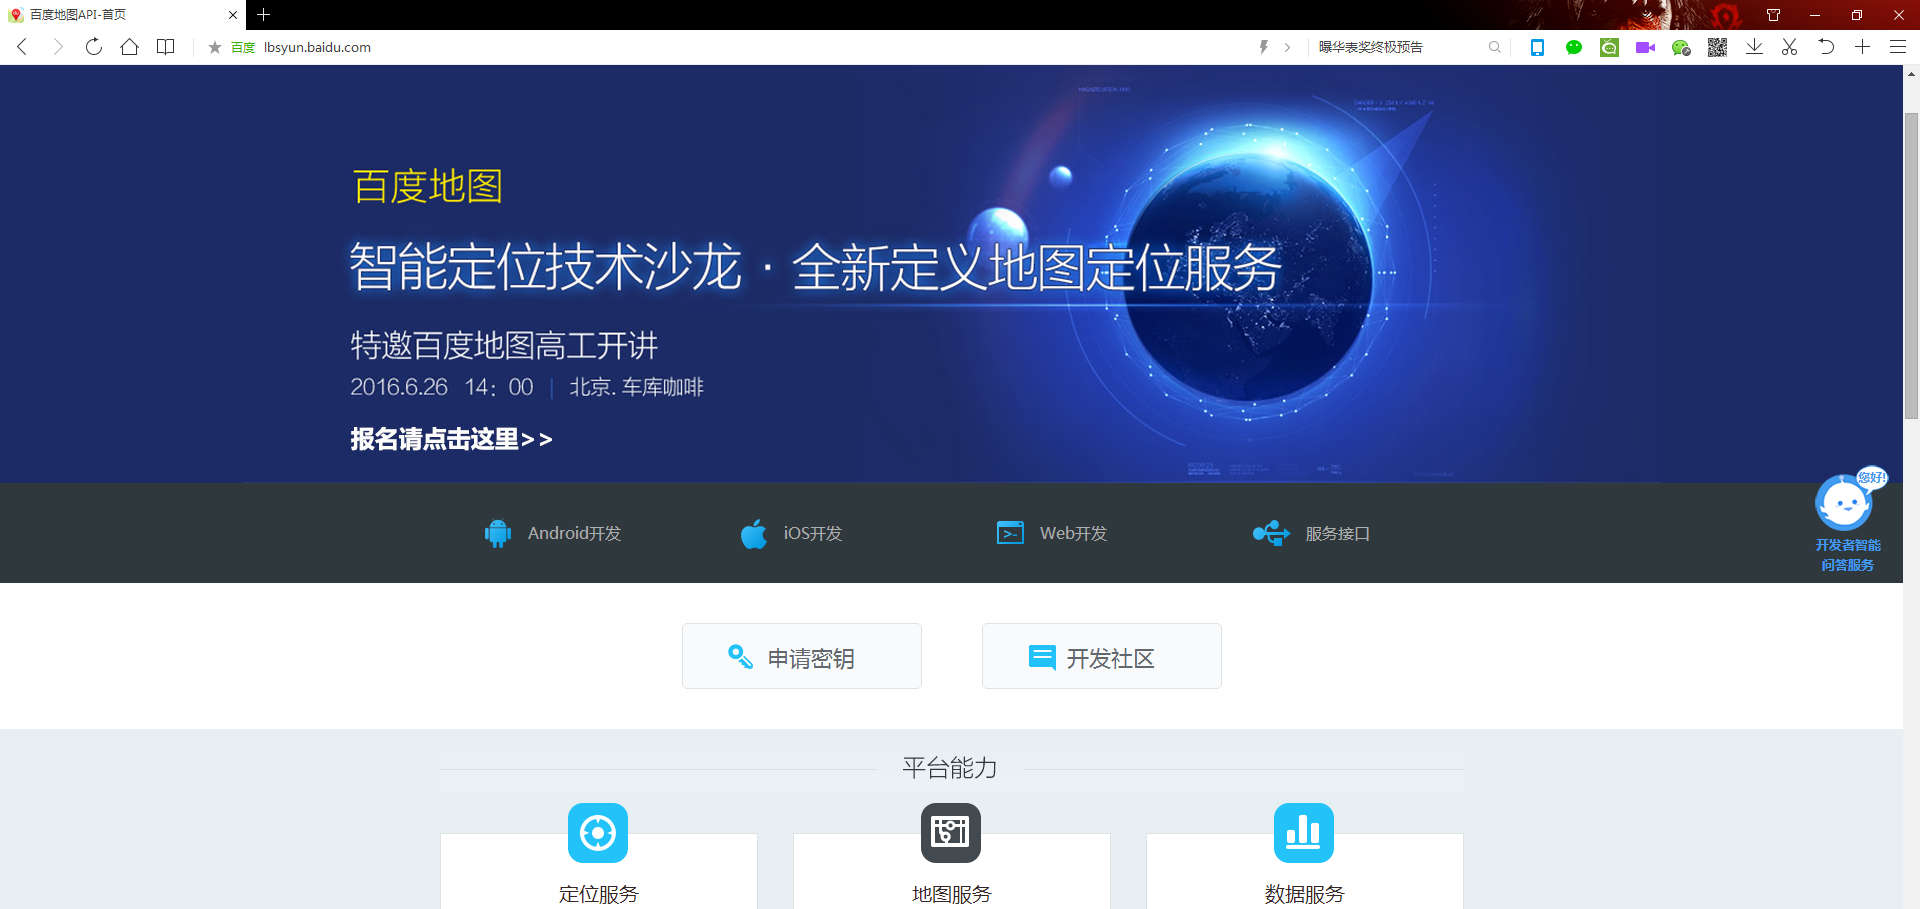 百度地图API-首页
百度 lbsyun.baidu.com
曝华表奖终极预告
百度地图
智能定位技术沙龙 · 全新定义地图定位服务
特邀百度地图高工开讲
2016.6.26 14：00 | 北京.车库咖啡
报名请点击这里>>
您好!
开发者智能
问答服务
Android开发
iOS开发
Web开发
服务接口
申请密钥
开发社区
平台能力
定位服务
地图服务
数据服务